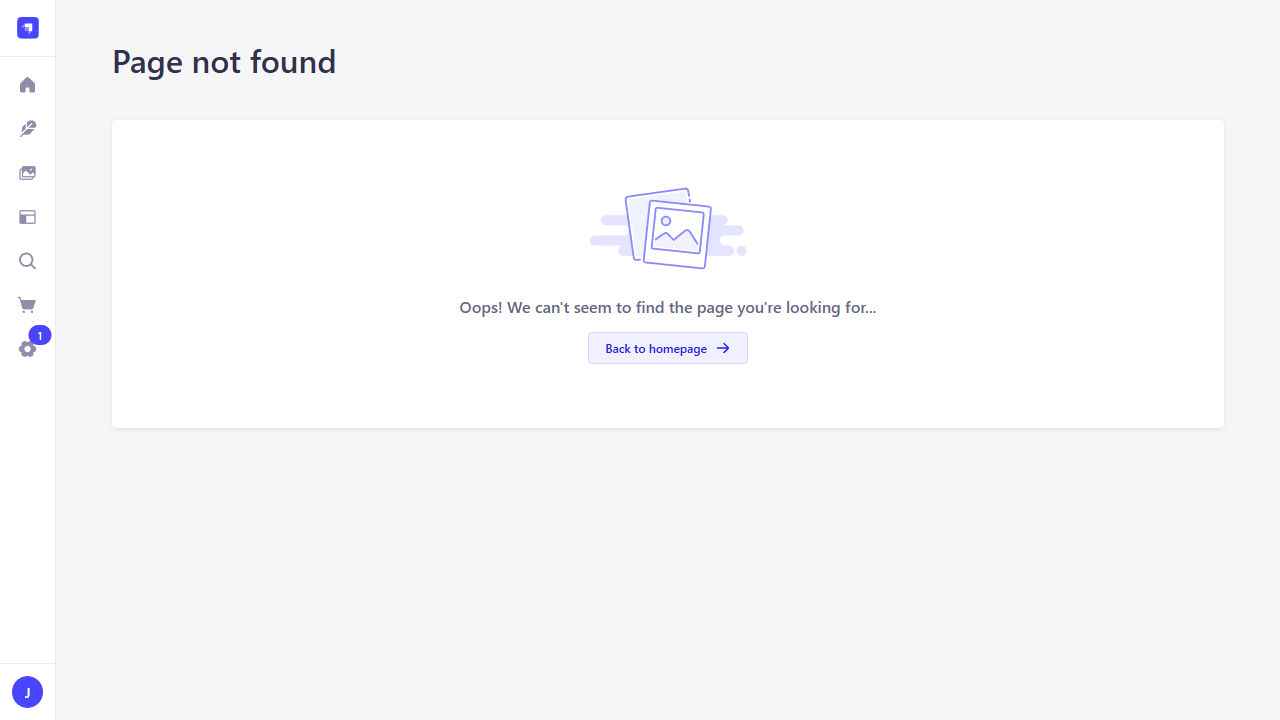 Page not found
1
Oops! We can't seem to find the page you're looking for...
Back to homepage
J